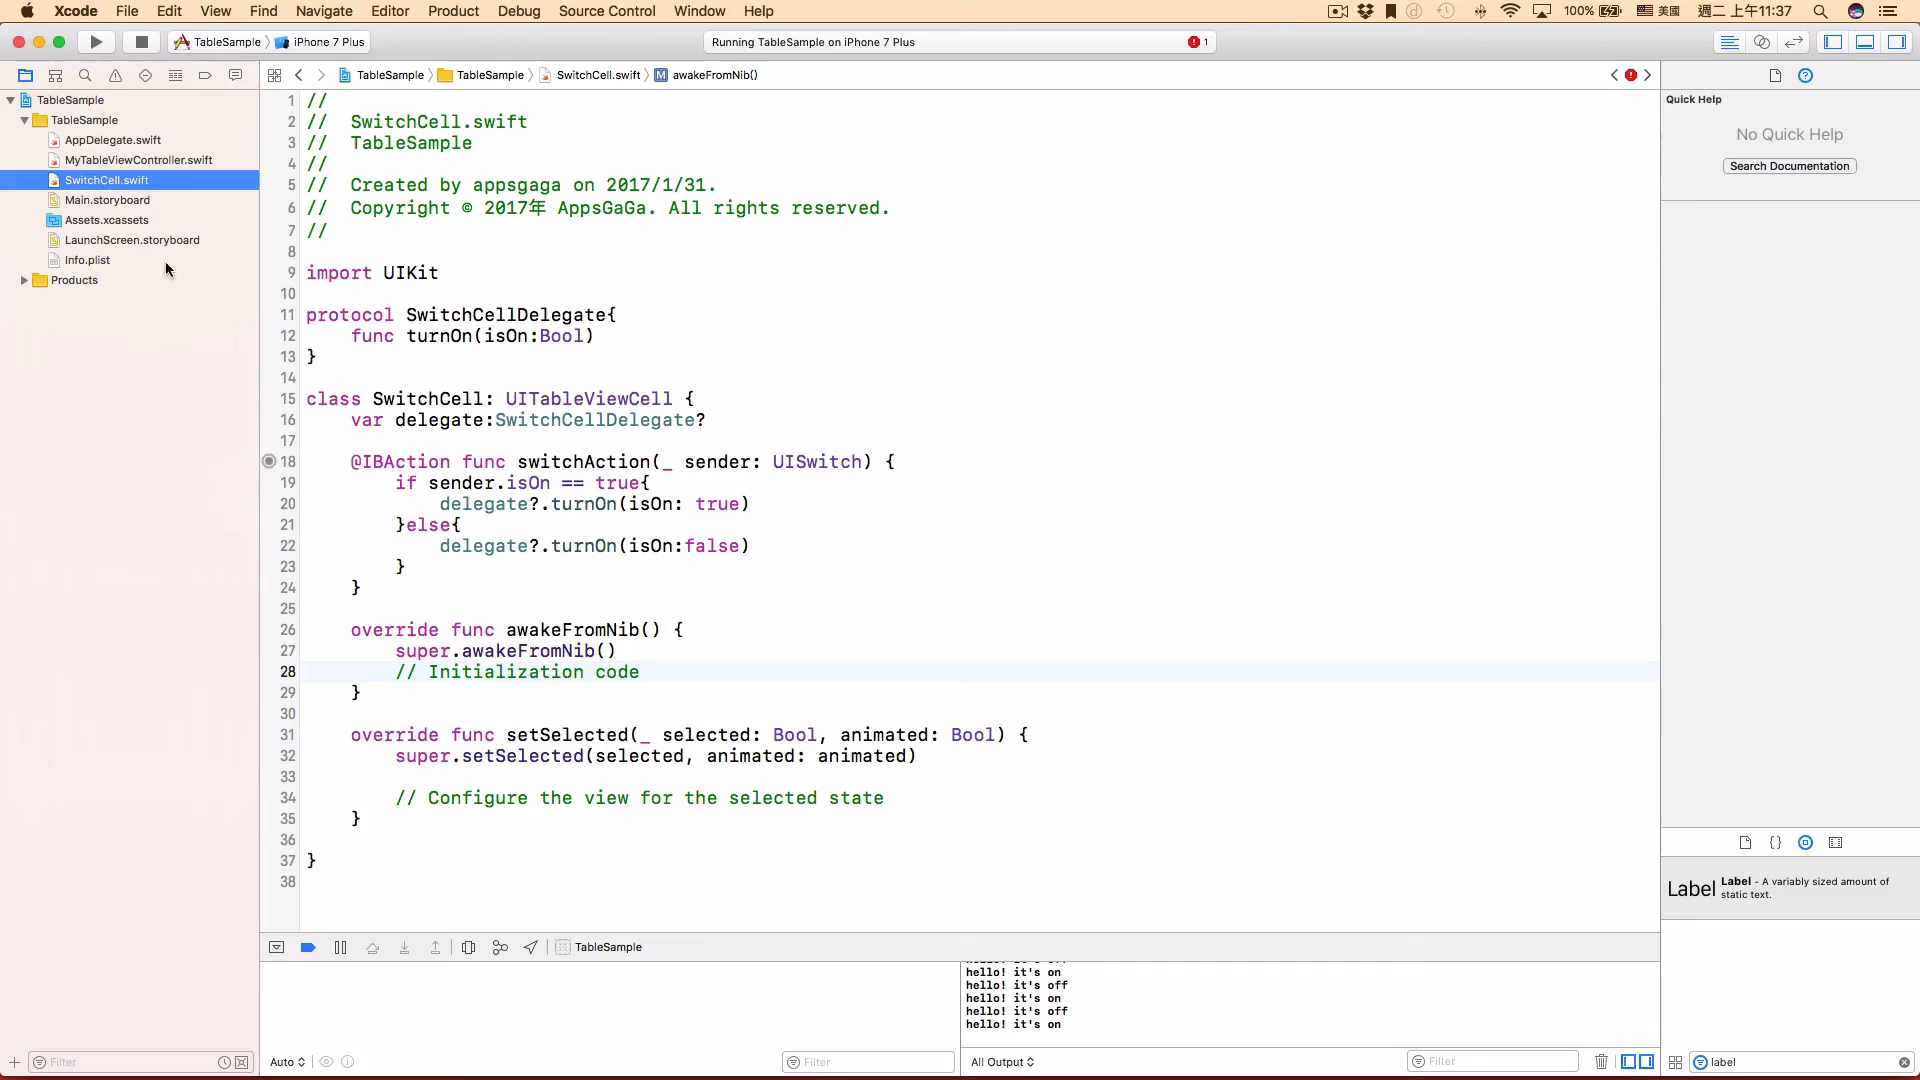 Xcode File Edit View Find Navigate Editor Product Debug Source Control Window Help 100% 美國 週二 上午11:37
TableSample iPhone 7 Plus Running TableSample on iPhone 7 Plus 1
TableSample TableSample SwitchCell.swift M awakeFromNib()
TableSample
TableSample
AppDelegate.swift
MyTableViewController.swift
SwitchCell.swift
Main.storyboard
Assets.xcassets
LaunchScreen.storyboard
Info.plist
Products
1 //
2 // SwitchCell.swift
3 // TableSample
4 //
5 // Created by appsgaga on 2017/1/31.
6 // Copyright © 2017年 AppsGaGa. All rights reserved.
7 //
8
9 import UIKit
10
11 protocol SwitchCellDelegate{
12 func turnOn(isOn:Bool)
13 }
14
15 class SwitchCell: UITableViewCell {
16 var delegate:SwitchCellDelegate?
17
18 @IBAction func switchAction(_ sender: UISwitch) {
19 if sender.isOn == true{
20 delegate?.turnOn(isOn: true)
21 }else{
22 delegate?.turnOn(isOn:false)
23 }
24 }
25
26 override func awakeFromNib() {
27 super.awakeFromNib()
28 // Initialization code
29 }
30
31 override func setSelected(_ selected: Bool, animated: Bool) {
32 super.setSelected(selected, animated: animated)
33
34 // Configure the view for the selected state
35 }
36
37 }
38
Quick Help
No Quick Help
Search Documentation
Label Label - A variably sized amount of
static text.
TableSample
hello! it's on
hello! it's off
hello! it's on
hello! it's off
hello! it's on
Filter Auto Filter All Output Filter label